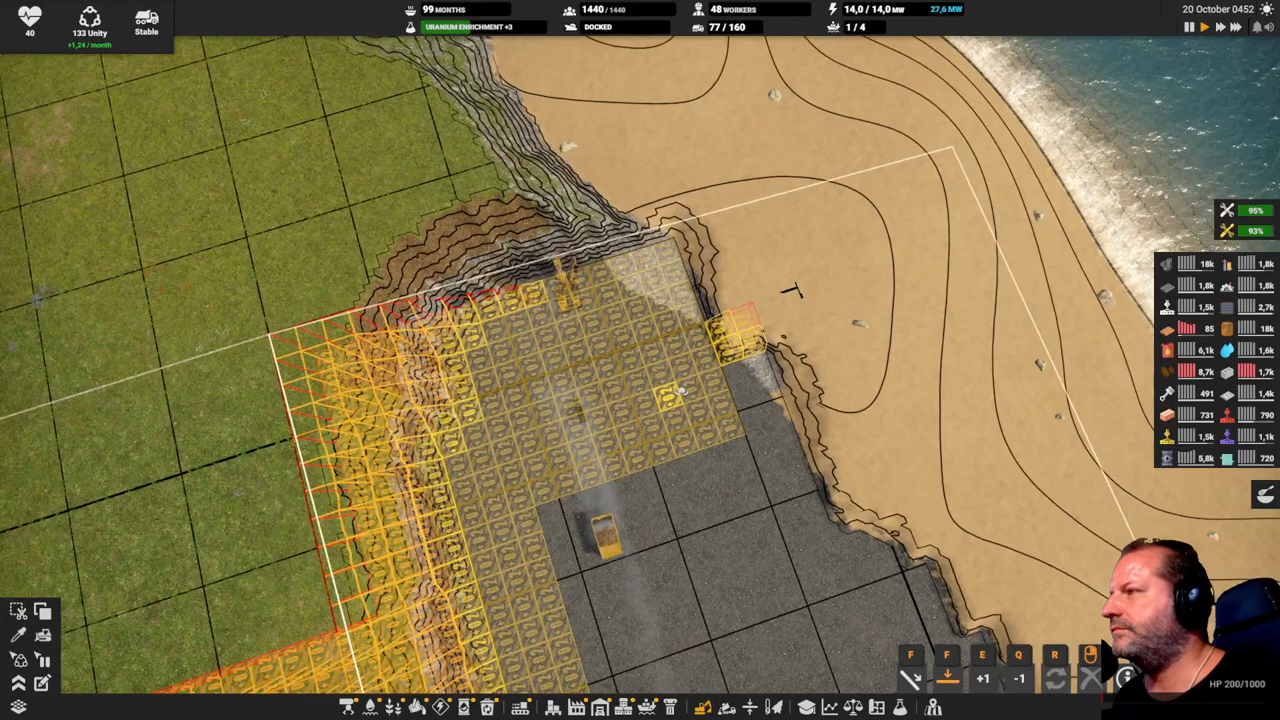 40
133 Unity
+1,24 / month
Stable
99 MONTHS
URANIUM ENRICHMENT +3
1440 / 1440
DOCKED
48 WORKERS
77 / 160
14,0 / 14,0 MW
27,6 MW
1 / 4
20 October 0452
95%
93%
18k
1,8k
1,8k
1,8k
1,5k
2,7k
85
18k
6,1k
1,6k
8,7k
1,7k
491
1,4k
731
790
1,5k
1,1k
5,8k
720
F
F
E
Q
R
+1
-1
HP 200/1000